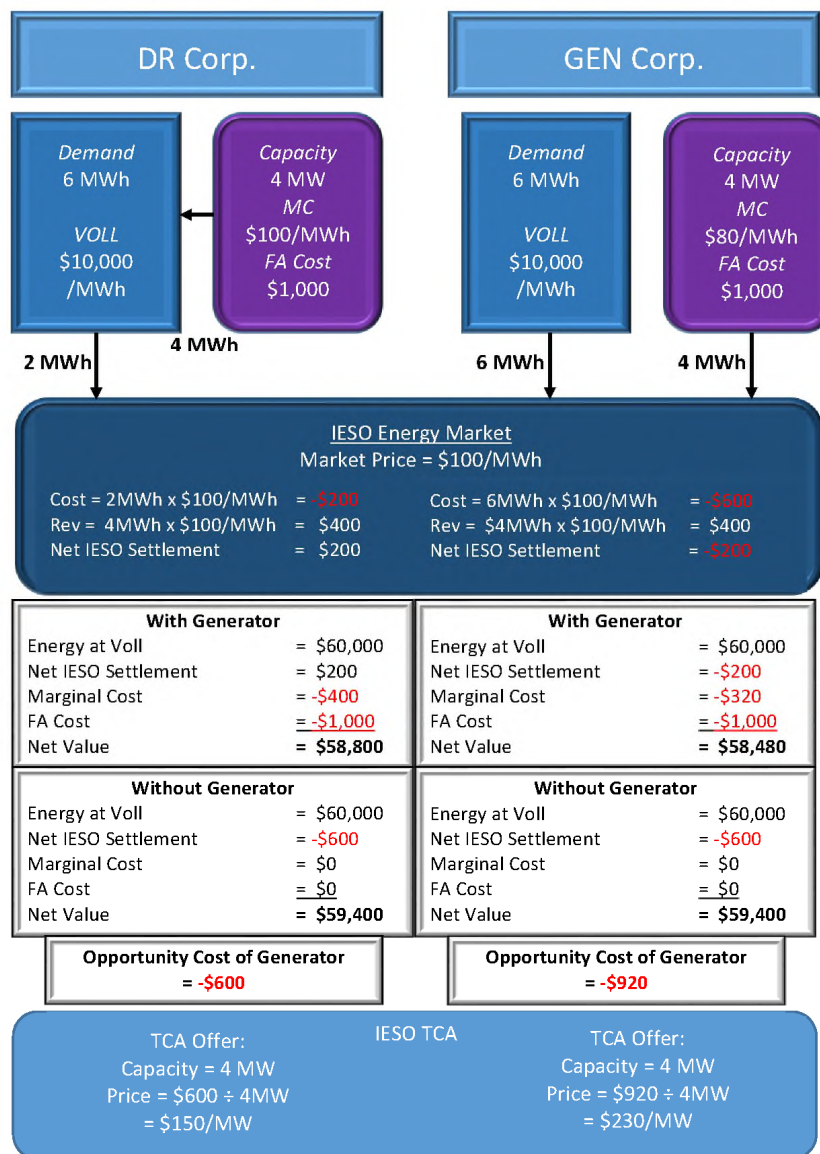 DR Corp.
GEN Corp.
Demand
6 MWh
VOLL
$10,000
/MWh
Capacity
4 MW
MC
$100/MWh
FA Cost
$1,000
Demand
6 MWh
VOLL
$10,000
/MWh
Capacity
4 MW
MC
$80/MWh
FA Cost
$1,000
4 MWh
2 MWh
6 MWh
4 MWh
IESO Energy Market
Market Price = $100/MWh
Cost = 2MWh x $100/MWh = -$200
Rev = 4MWh x $100/MWh = $400
Net IESO Settlement = $200
Cost = 6MWh x $100/MWh = -$600
Rev = $4MWh x $100/MWh = $400
Net IESO Settlement = -$200
With Generator
Energy at Voll = $60,000
Net IESO Settlement = $200
Marginal Cost = -$400
FA Cost = -$1,000
Net Value = $58,800
With Generator
Energy at Voll = $60,000
Net IESO Settlement = -$200
Marginal Cost = -$320
FA Cost = -$1,000
Net Value = $58,480
Without Generator
Energy at Voll = $60,000
Net IESO Settlement = -$600
Marginal Cost = $0
FA Cost = $0
Net Value = $59,400
Without Generator
Energy at Voll = $60,000
Net IESO Settlement = -$600
Marginal Cost = $0
FA Cost = $0
Net Value = $59,400
Opportunity Cost of Generator
= -$600
Opportunity Cost of Generator
= -$920
IESO TCA
TCA Offer:
Capacity = 4 MW
Price = $600 ÷ 4MW
= $150/MW
TCA Offer:
Capacity = 4 MW
Price = $920 ÷ 4MW
= $230/MW